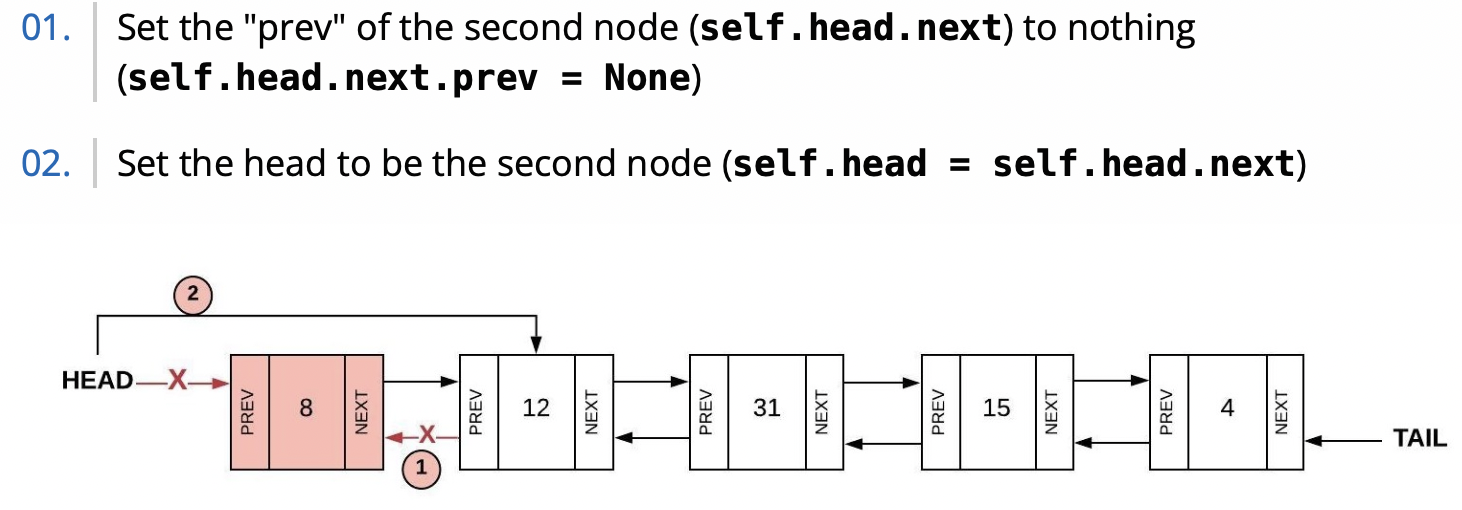 01. Set the "prev" of the second node (self.head.next) to nothing
(self.head.next.prev = None)
02. Set the head to be the second node (self.head = self.head.next)
2
HEAD X PREV 8 NEXT X PREV 12 NEXT PREV 31 NEXT PREV 15 NEXT PREV 4 NEXT TAIL
1